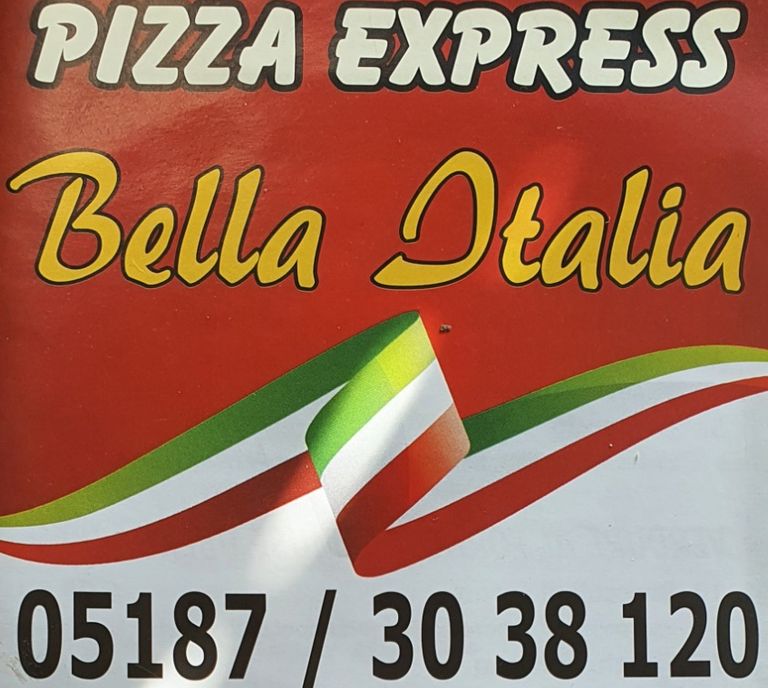 PIZZA EXPRESS
Bella Italia
05187 / 30 38 120